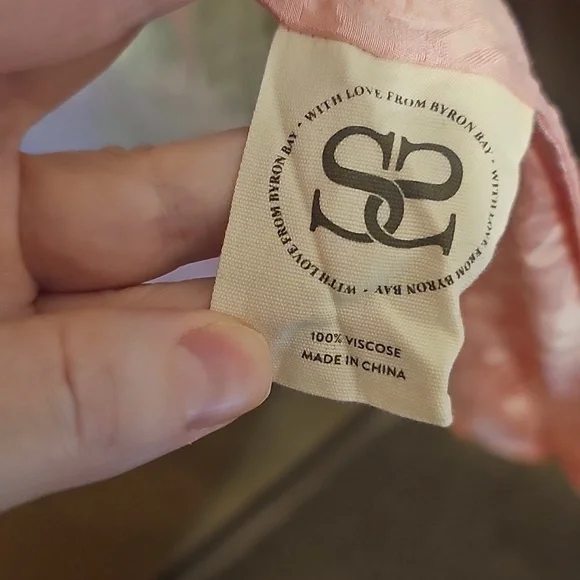 WITH LOVE FROM BYRON BAY • WITH LOVE FROM BYRON BAY • WITH LOVE FROM BYRON BAY •
100% VISCOSE
MADE IN CHINA